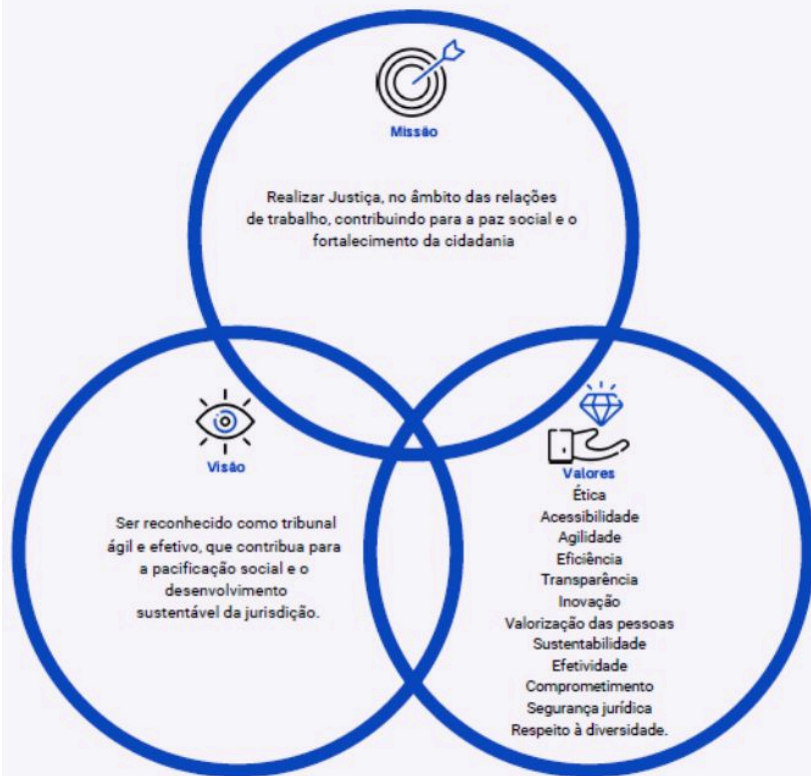 Missão
Realizar Justiça, no âmbito das relações
de trabalho, contribuindo para a paz social e o
fortalecimento da cidadania
Visão
Ser reconhecido como tribunal
ágil e efetivo, que contribua para
a pacificação social e o
desenvolvimento
sustentável da jurisdição.
Valores
Ética
Acessibilidade
Agilidade
Eficiência
Transparência
Inovação
Valorização das pessoas
Sustentabilidade
Efetividade
Comprometimento
Segurança jurídica
Respeito à diversidade.